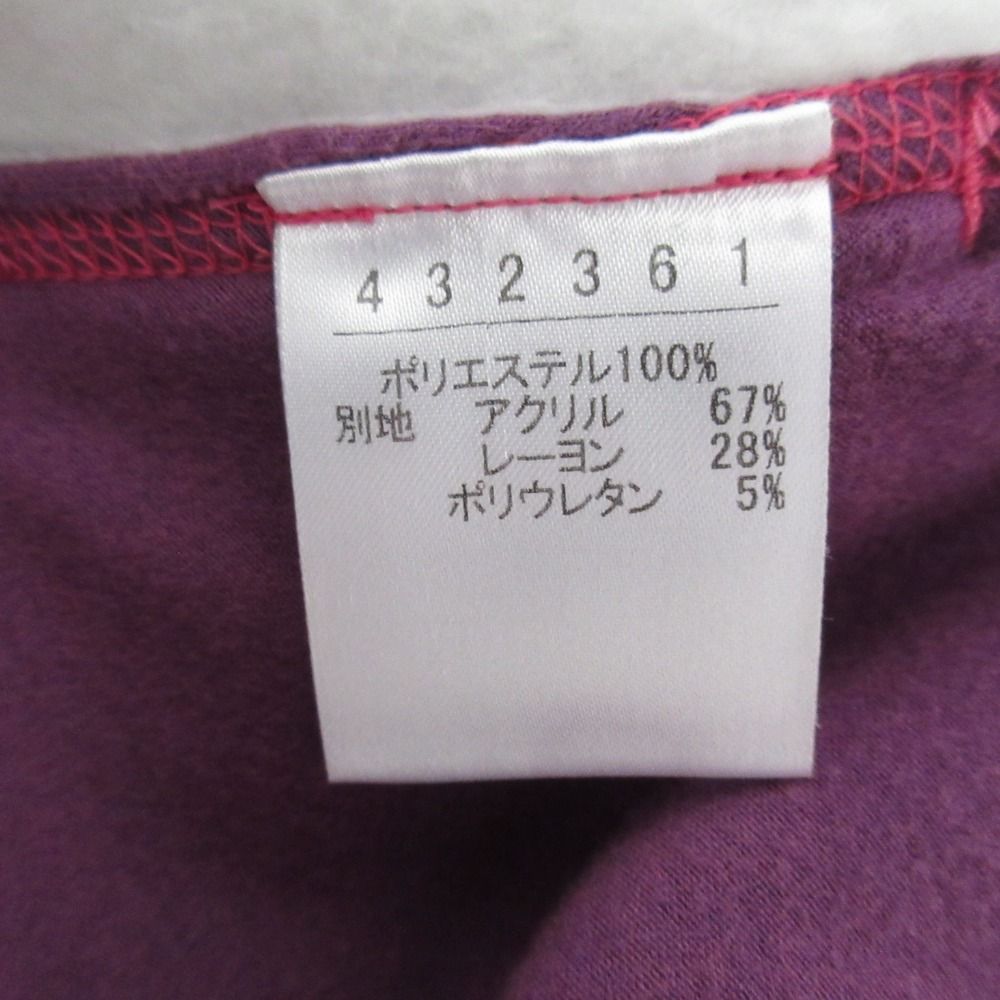 4 3 2 3 6 1
ポリエステル100%
別地 アクリル 67%
レーヨン 28%
ポリウレタン 5%